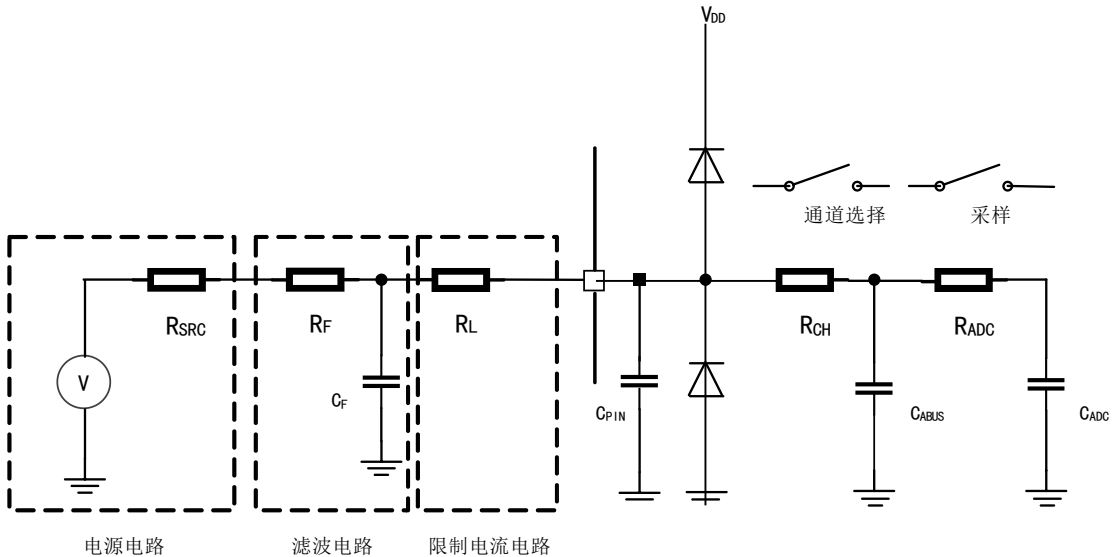 VDD
通道选择
采样
RSRC
RF
RL
RCH
RADC
V
CF
CPIN
CABUS
CADC
电源电路
滤波电路
限制电流电路